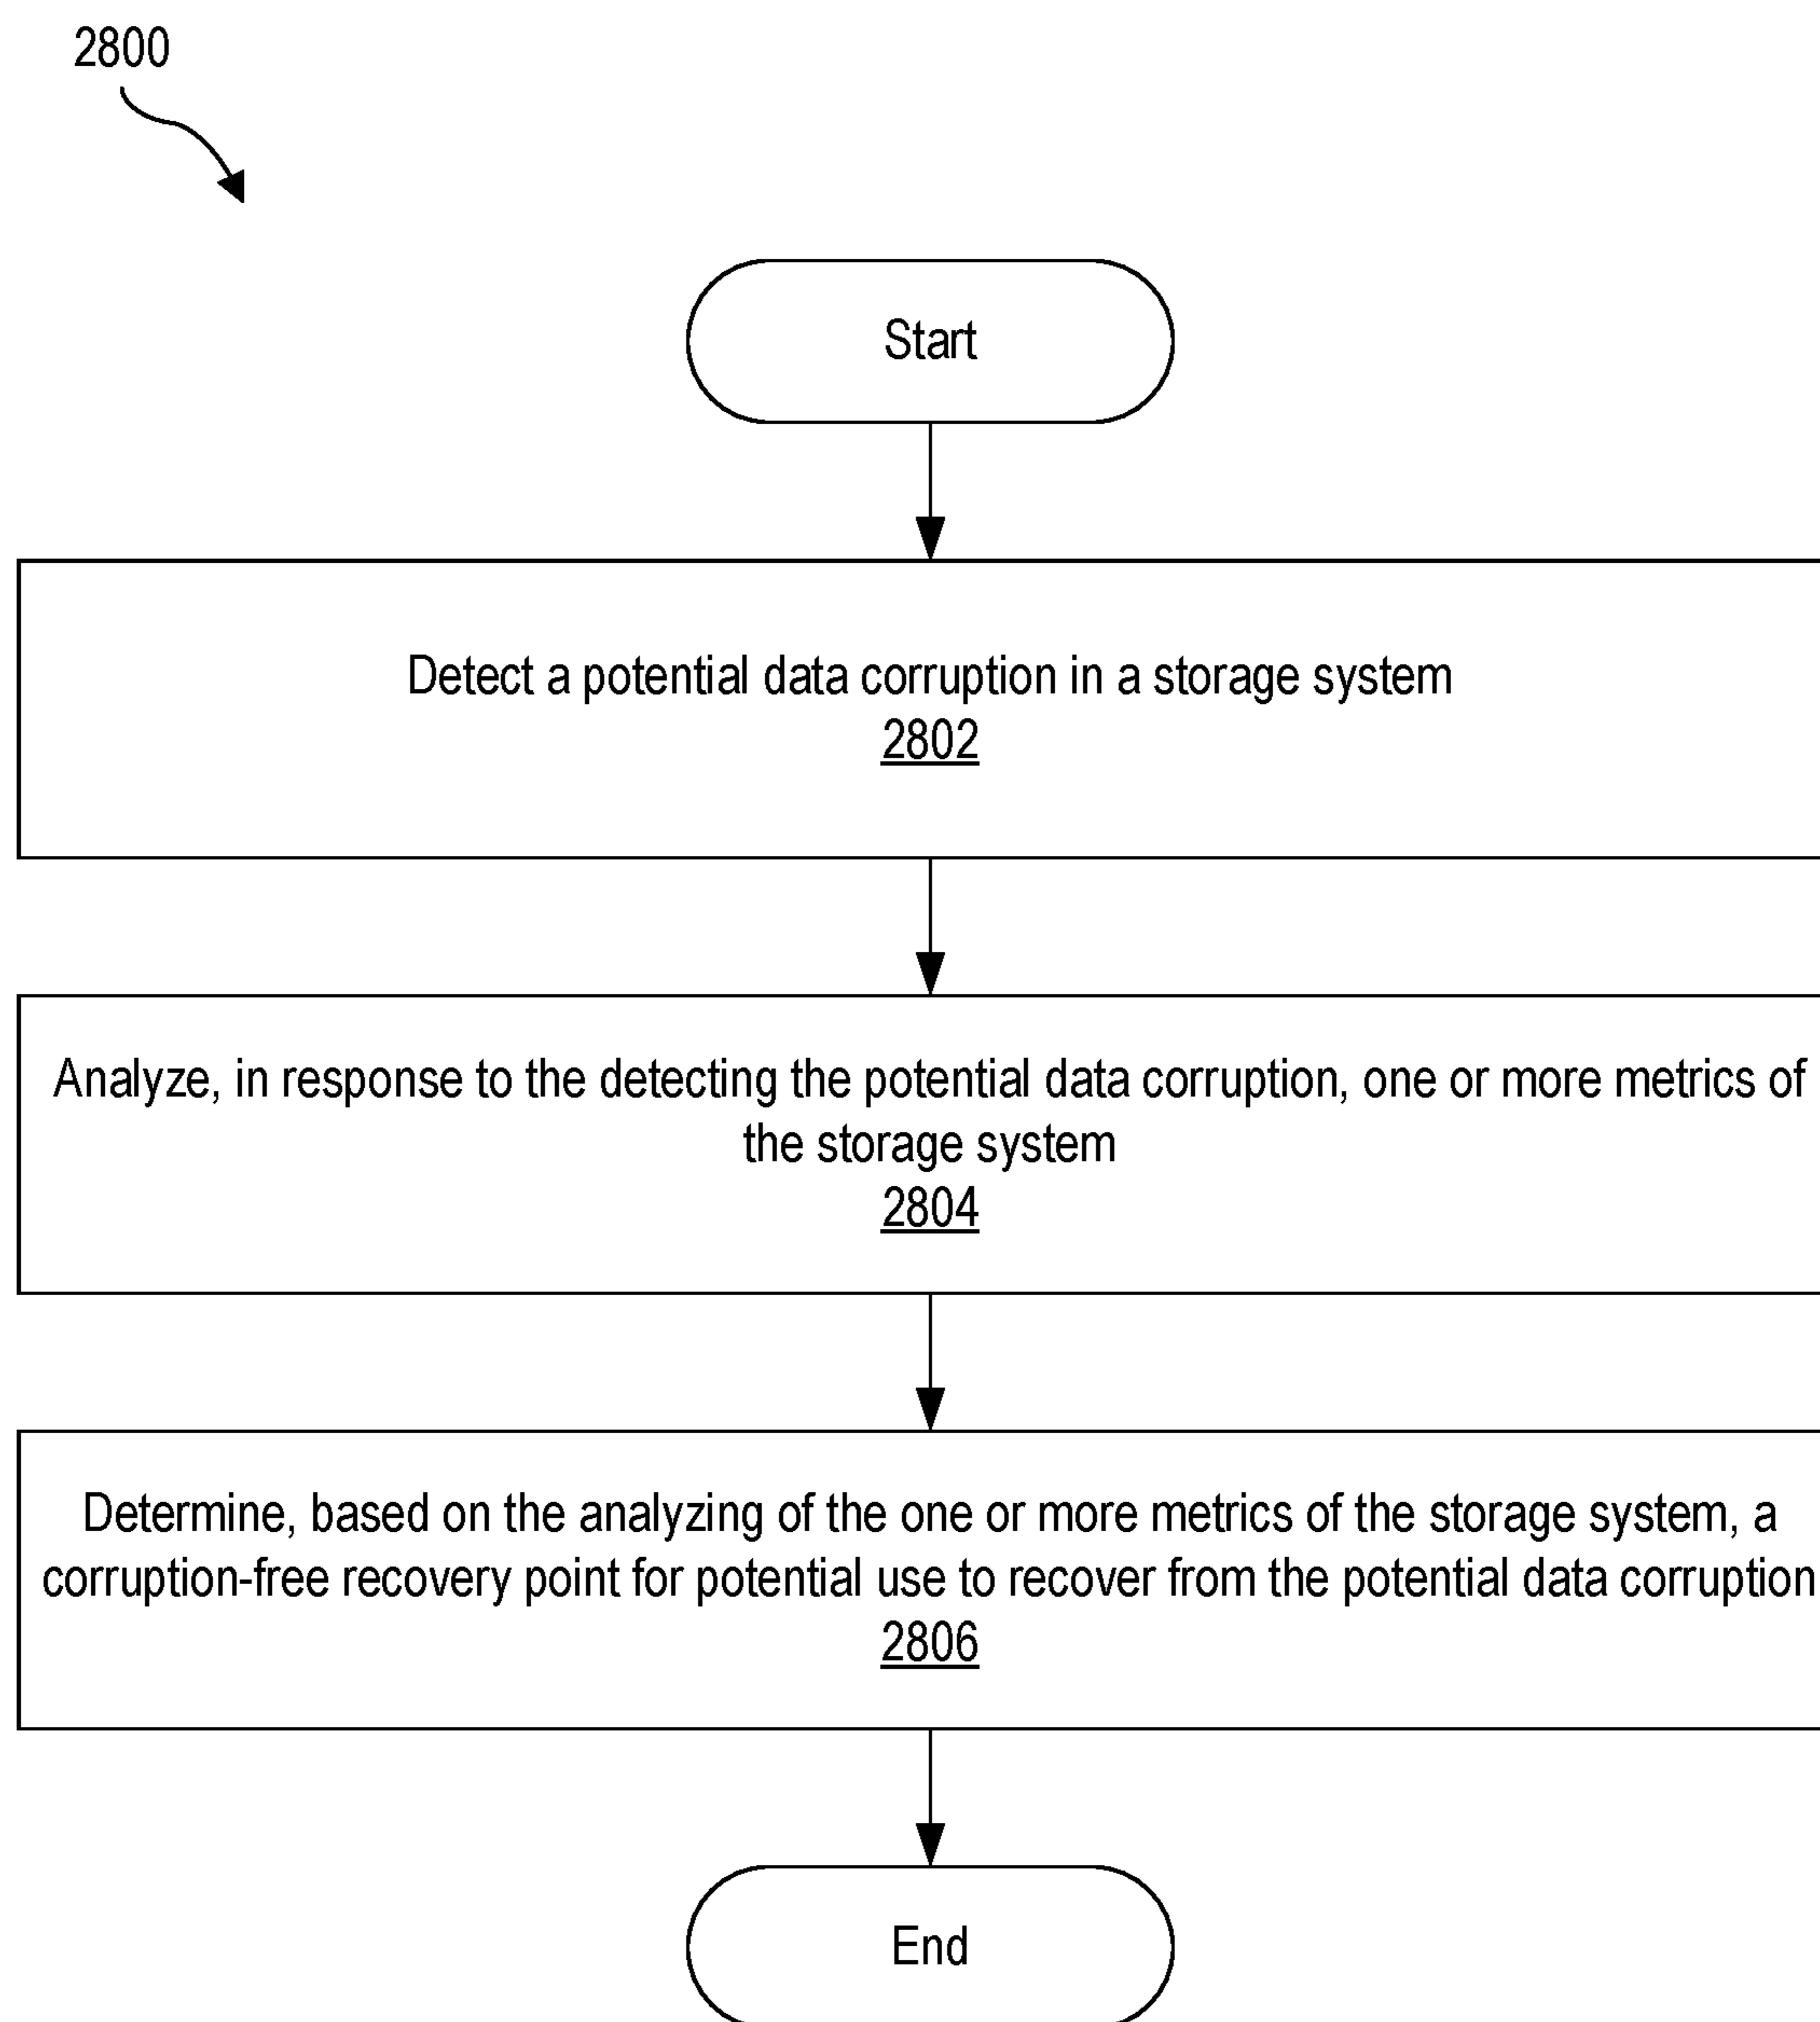 2800
Start
Detect a potential data corruption in a storage system
2802
Analyze, in response to the detecting the potential data corruption, one or more metrics of
the storage system
2804
Determine, based on the analyzing of the one or more metrics of the storage system, a
corruption-free recovery point for potential use to recover from the potential data corruption
2806
End